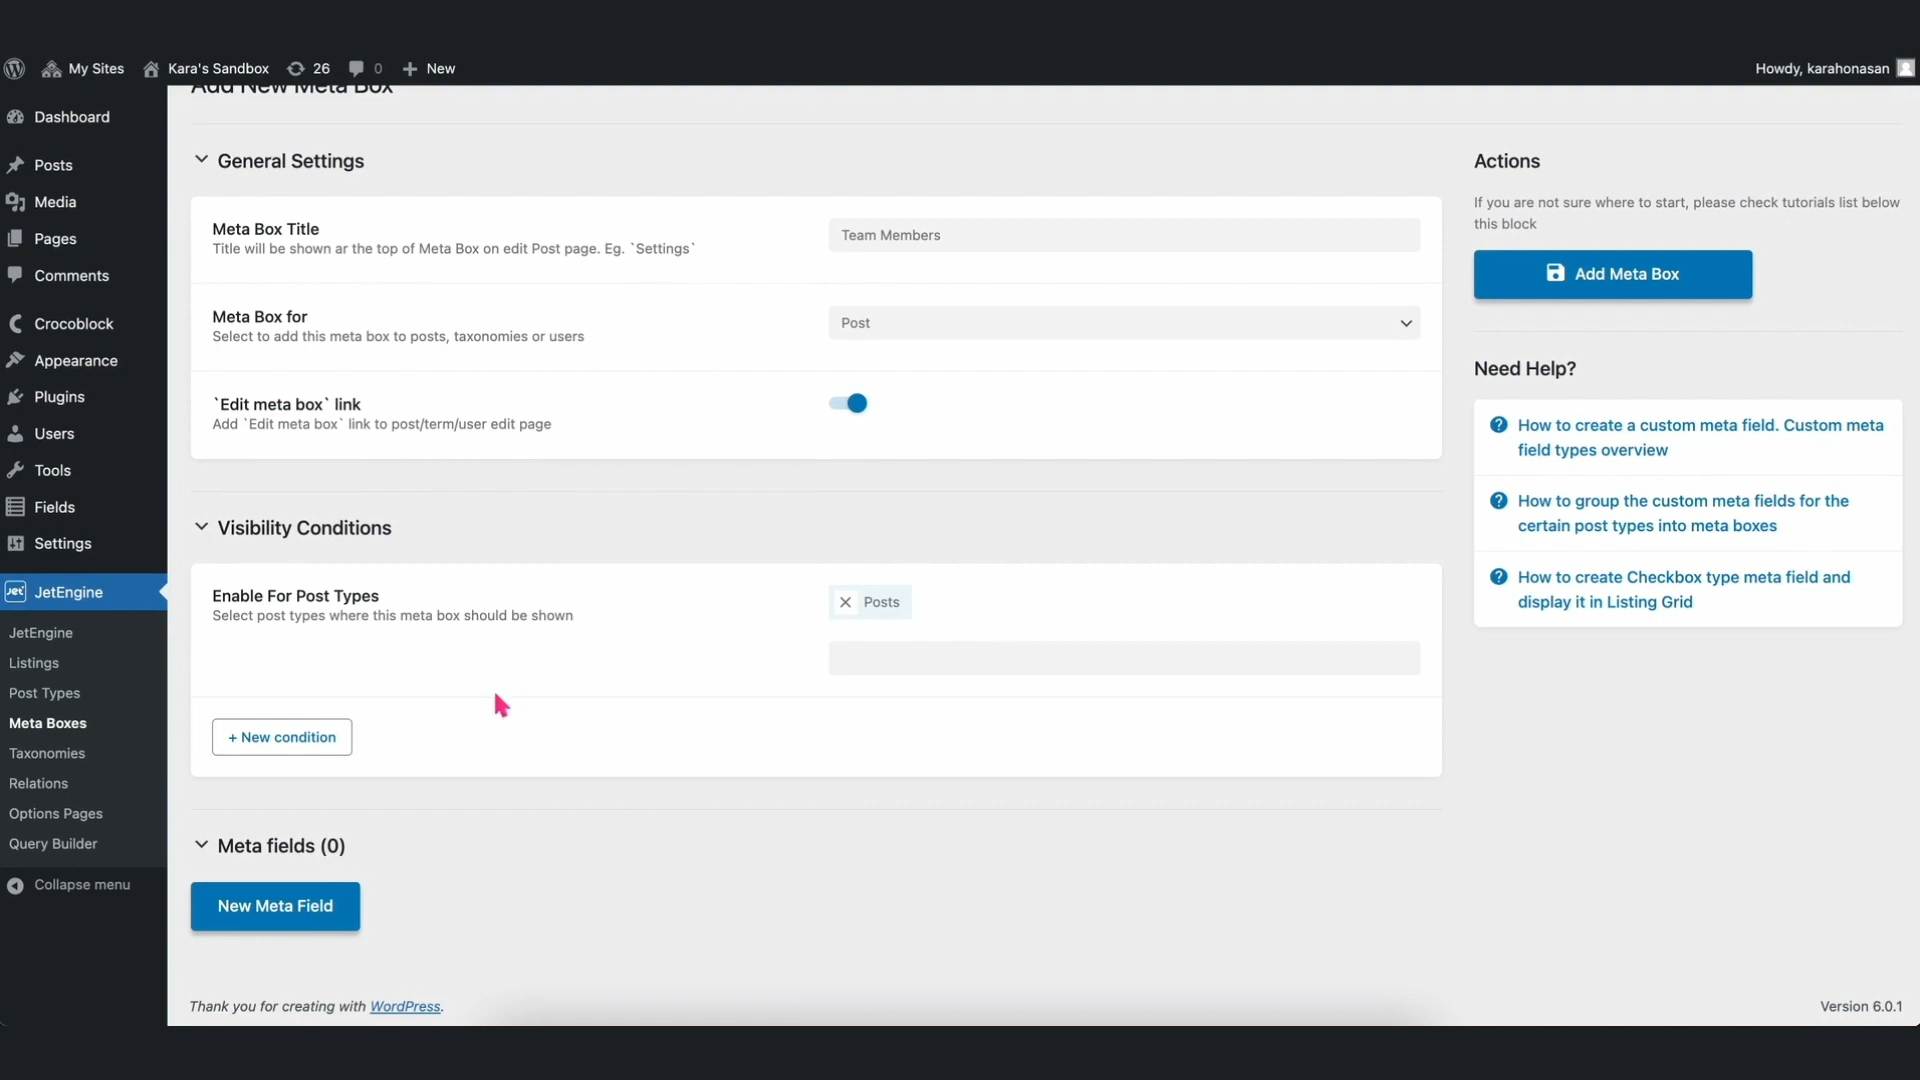 My Sites
Kara's Sandbox
26
0
New
Howdy, karahonasan
Dashboard
Posts
Media
Pages
Comments
Crocoblock
Appearance
Plugins
Users
Tools
Fields
Settings
JetEngine
JetEngine
Listings
Post Types
Meta Boxes
Taxonomies
Relations
Options Pages
Query Builder
Collapse menu
Add New Meta Box
General Settings
Meta Box Title
Title will be shown ar the top of Meta Box on edit Post page. Eg. `Settings`
Team Members
Meta Box for
Select to add this meta box to posts, taxonomies or users
Post
`Edit meta box` link
Add `Edit meta box` link to post/term/user edit page
Visibility Conditions
Enable For Post Types
Select post types where this meta box should be shown
Posts
+ New condition
Meta fields (0)
New Meta Field
Thank you for creating with WordPress.
Version 6.0.1
Actions
If you are not sure where to start, please check tutorials list below
this block
Add Meta Box
Need Help?
How to create a custom meta field. Custom meta
field types overview
How to group the custom meta fields for the
certain post types into meta boxes
How to create Checkbox type meta field and
display it in Listing Grid